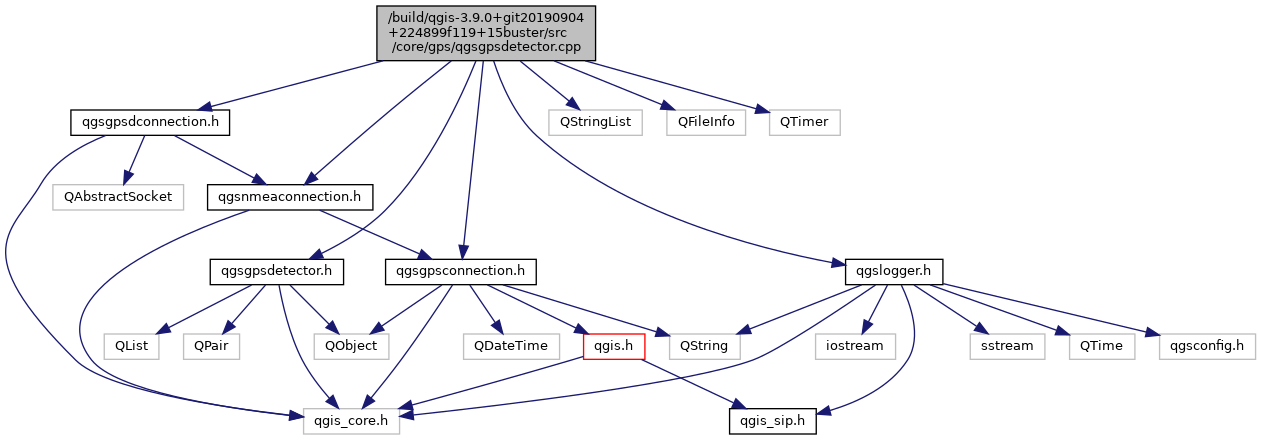 /build/qgis-3.9.0+git20190904
+224899f119+15buster/src
/core/gps/qgsgpsdetector.cpp
qgsgpsdconnection.h
QStringList
QFileInfo
QTimer
QAbstractSocket
qgsnmeaconnection.h
qgsgpsdetector.h
qgsgpsconnection.h
qgslogger.h
QList
QPair
QObject
QDateTime
qgis.h
QString
iostream
sstream
QTime
qgsconfig.h
qgis_core.h
qgis_sip.h